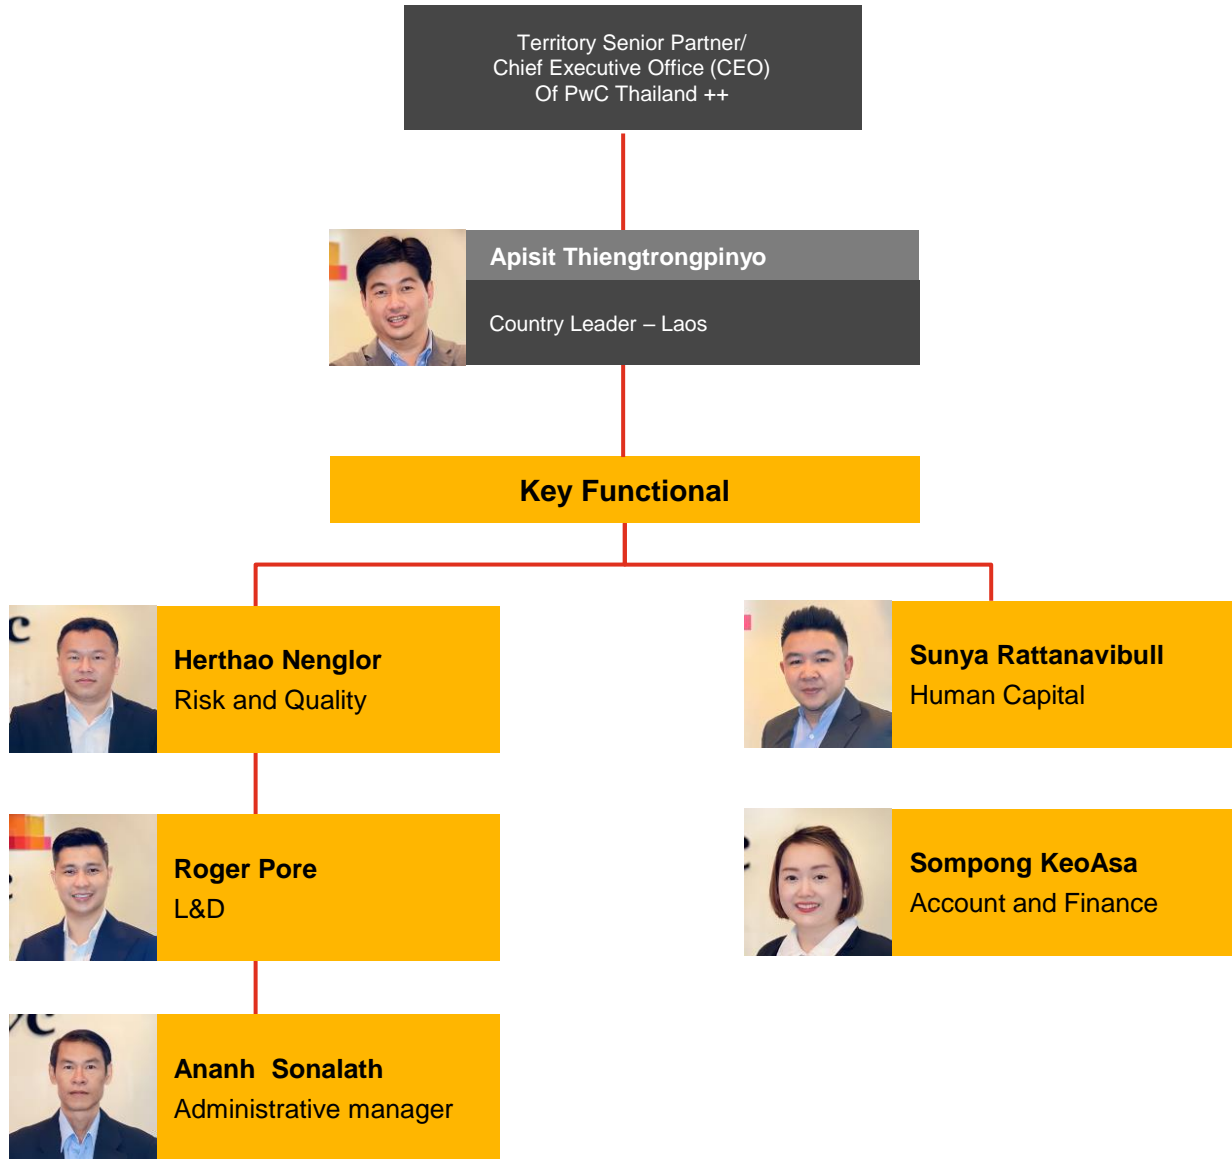 Territory Senior Partner/
Chief Executive Office (CEO)
Of PwC Thailand ++
Apisit Thiengtrongpinyo
Country Leader – Laos
Key Functional
Herthao Nenglor
Risk and Quality
Sunya Rattanavibull
Human Capital
Roger Pore
L&D
Sompong KeoAsa
Account and Finance
Ananh  Sonalath
Administrative manager